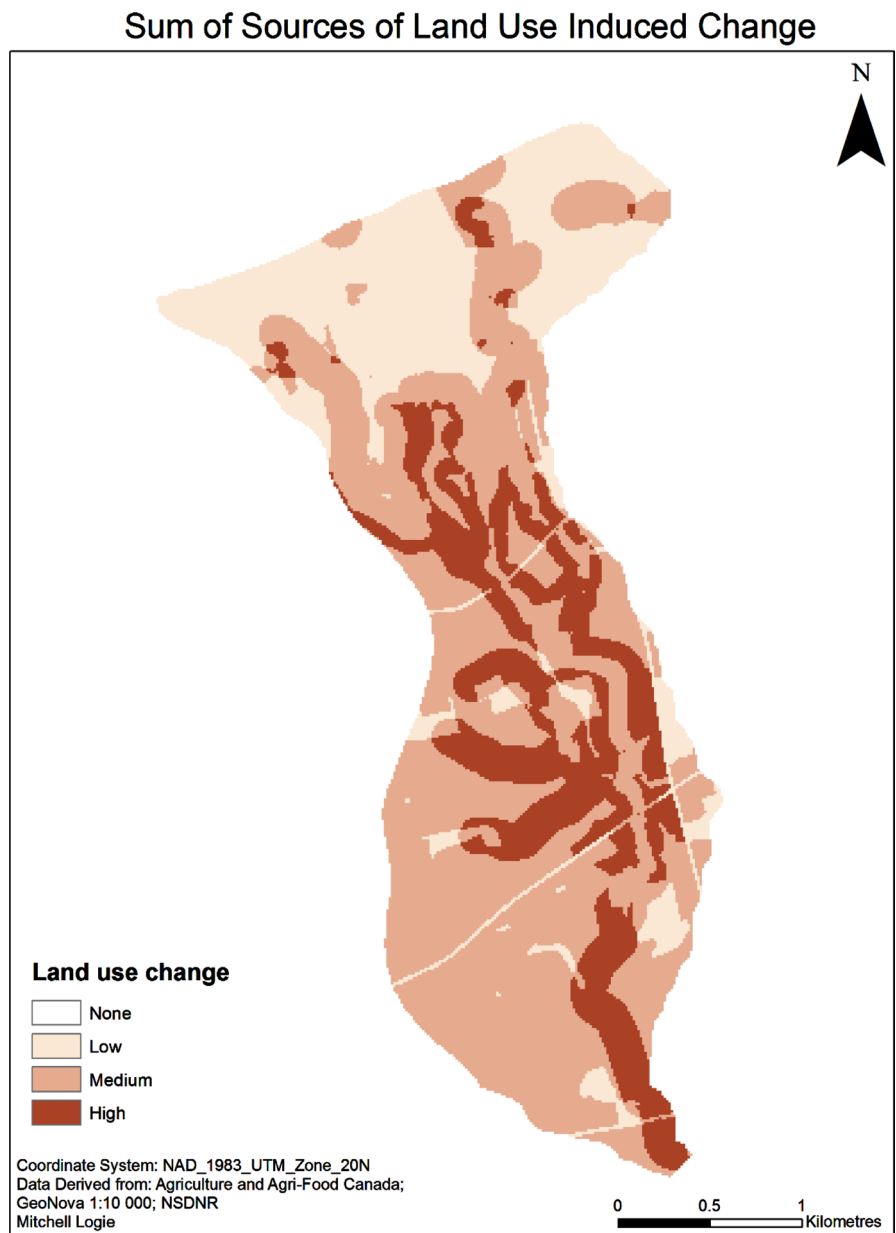 Sum of Sources of Land Use Induced Change
N
Land use change
None
Low
Medium
High
Coordinate System: NAD_1983_UTM_Zone_20N
Data Derived from: Agriculture and Agri-Food Canada;
GeoNova 1:10 000; NSDNR
Mitchell Logie
0 0.5 1
Kilometres